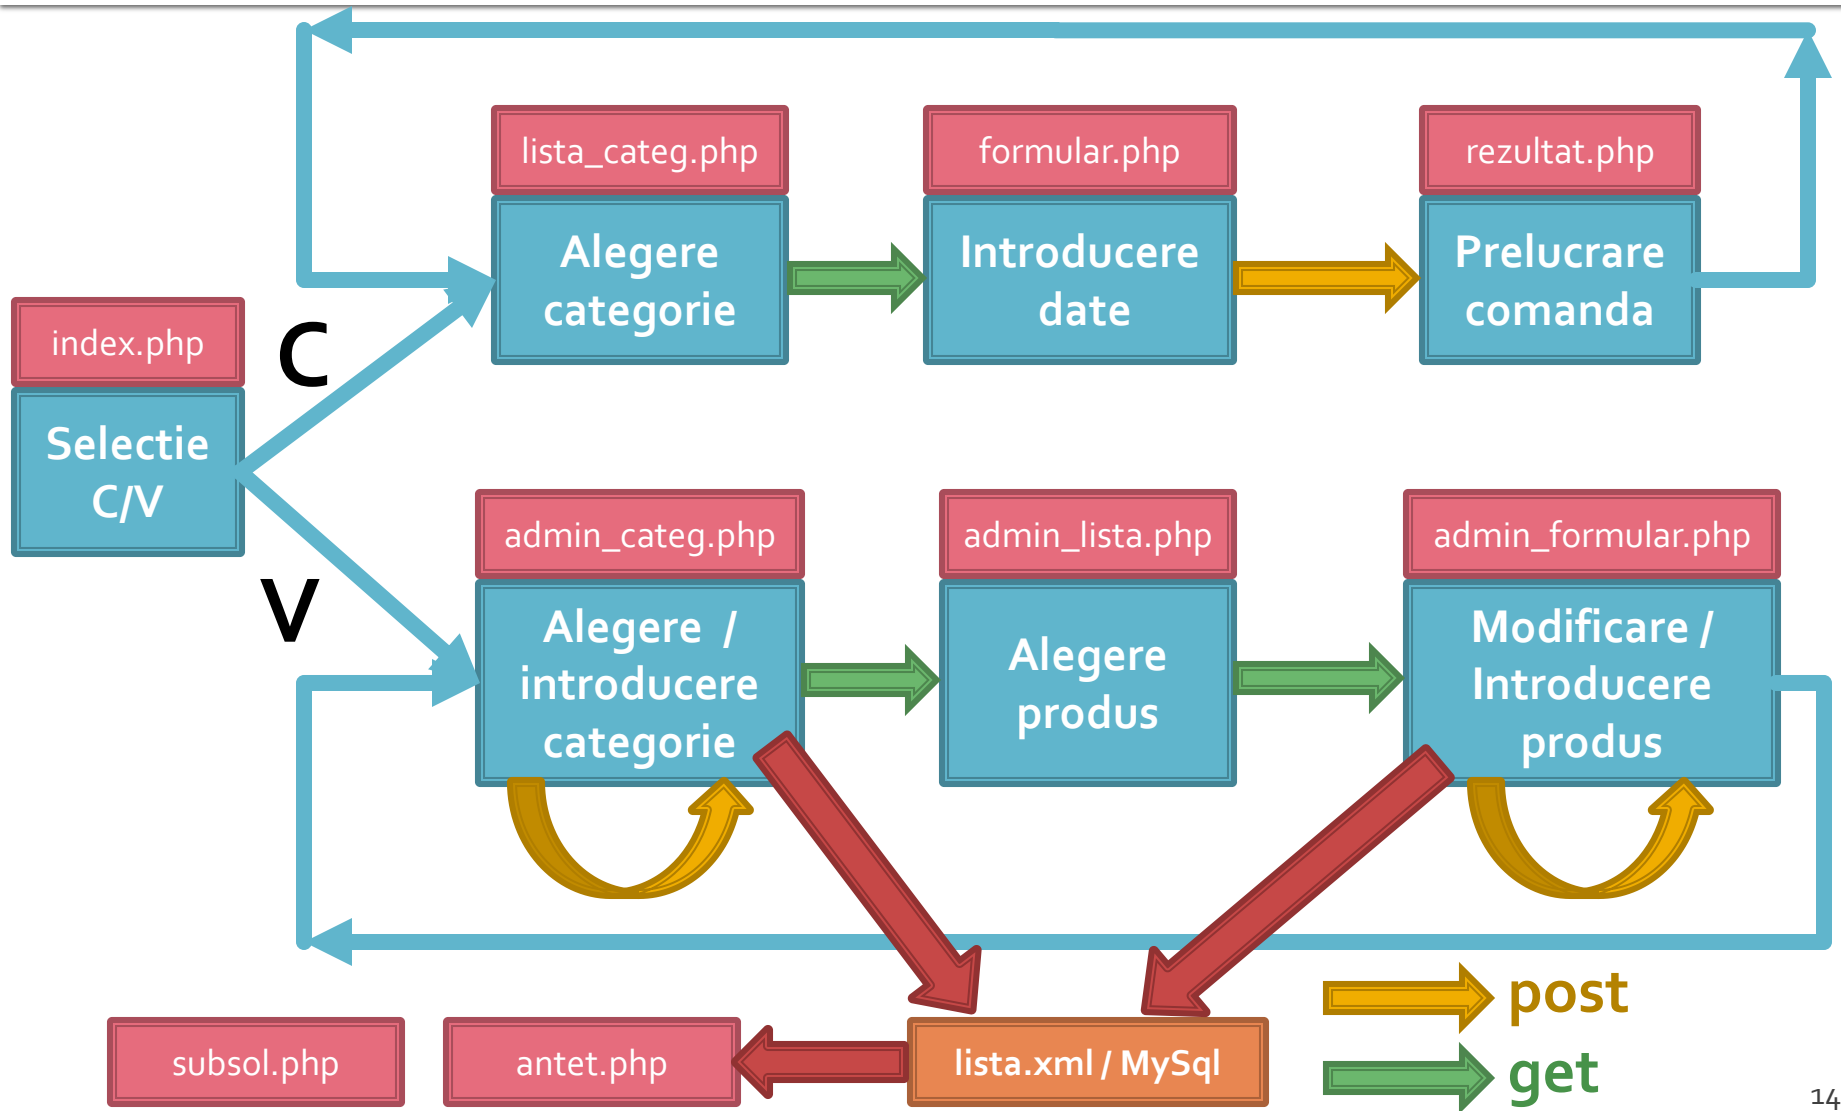 lista_categ.php
formular.php
rezultat.php
Alegere
categorie
Introducere
date
Prelucrare
comanda
index.php
C
Selectie
C/V
V
admin_categ.php
admin_lista.php
admin_formular.php
Alegere /
introducere
categorie
Alegere
produs
Modificare /
Introducere
produs
post
get
subsol.php
antet.php
lista.xml / MySql
14